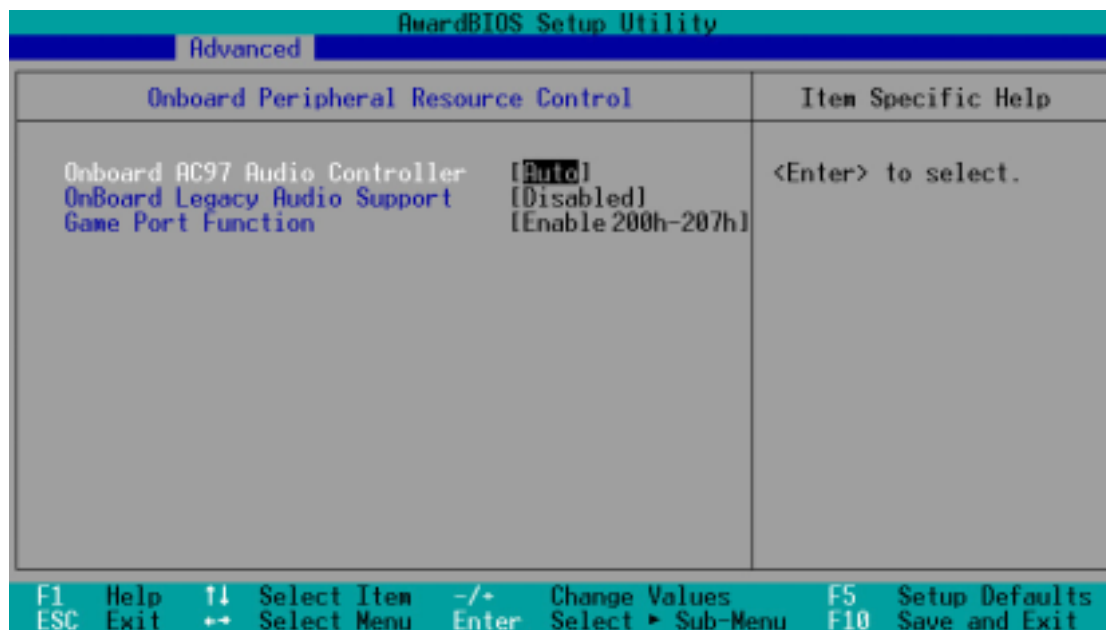 AwardBIOS Setup Utility
Advanced
Onboard Peripheral Resource Control
Item Specific Help
Onboard AC97 Audio Controller [Auto]
OnBoard Legacy Audio Support [Disabled]
Game Port Function [Enable 200h-207h]
<Enter> to select.
F1 Help ↑↓ Select Item -/+ Change Values F5 Setup Defaults
ESC Exit ←→ Select Menu Enter Select ► Sub-Menu F10 Save and Exit